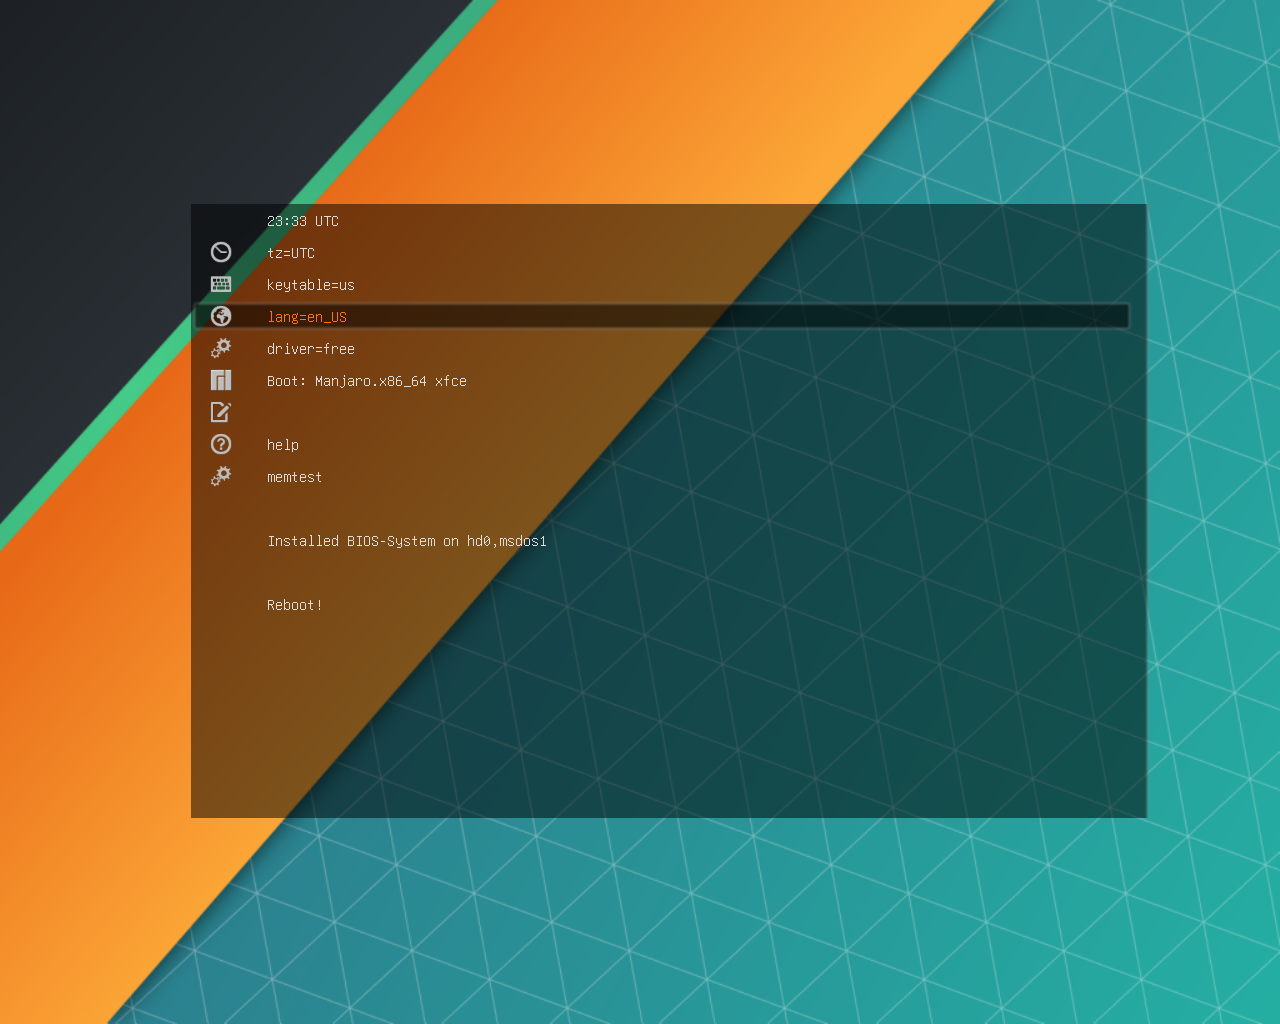 23:33 UTC
tz=UTC
keytable=us
lang=en_US
driver=free
Boot: Manjaro.x86_64 xfce
help
memtest
Installed BIOS-System on hd0,msdos1
Reboot!